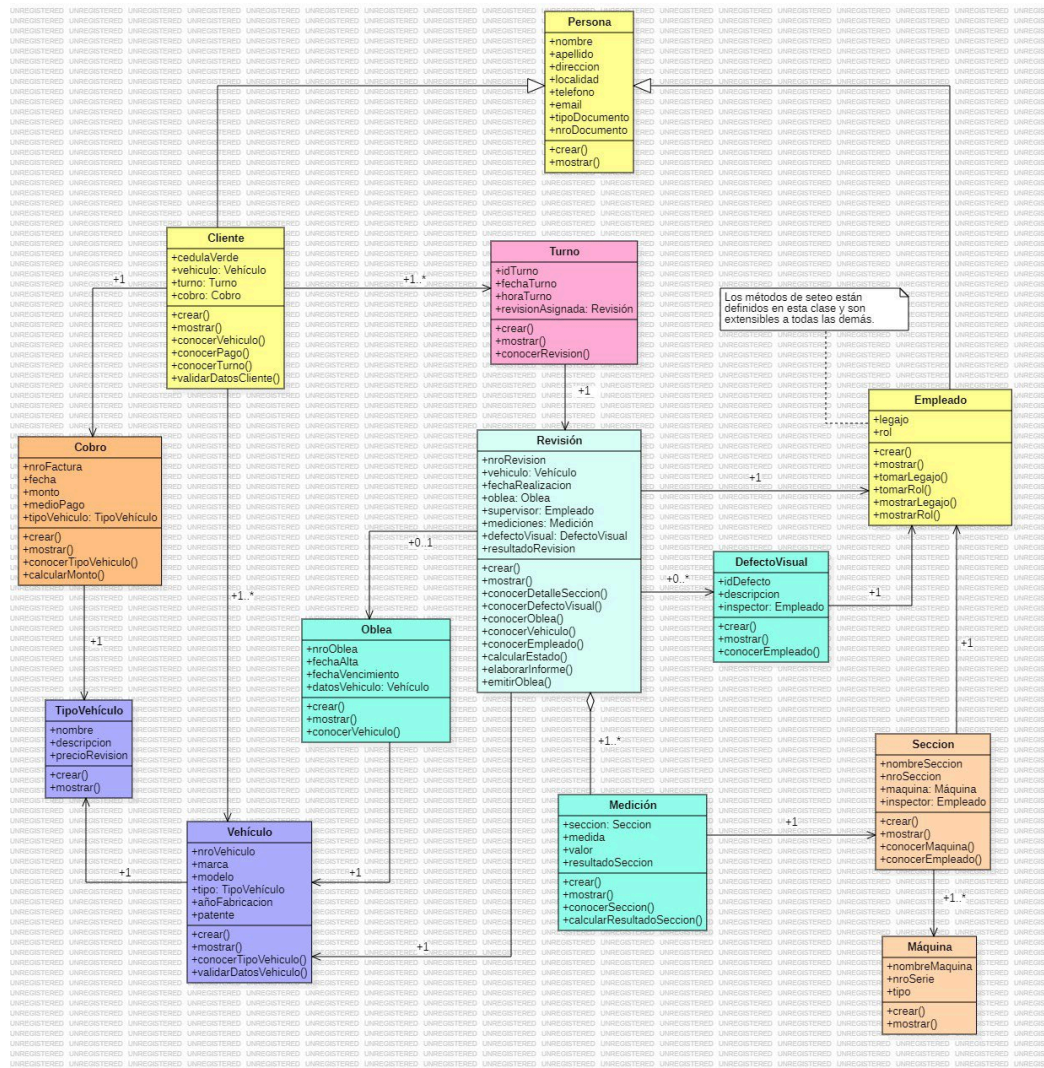 Persona
+nombre
+apellido
+direccion
+localidad
+telefono
+email
+tipoDocumento
+nroDocumento
+crear()
+mostrar()
Cliente
+cedulaVerde
+vehiculo: Vehículo
+turno: Turno
+cobro: Cobro
+crear()
+mostrar()
+conocerVehiculo()
+conocerPago()
+conocerTurno()
+validarDatosCliente()
+1
+1..*
Turno
+idTurno
+fechaTurno
+horaTurno
+revisionAsignada: Revisión
+crear()
+mostrar()
+conocerRevision()
+1
Los métodos de seteo están
definidos en esta clase y son
extensibles a todas las demás.
Empleado
+legajo
+rol
+crear()
+mostrar()
+tomarLegajo()
+tomarRol()
+mostrarLegajo()
+mostrarRol()
Cobro
+nroFactura
+fecha
+monto
+medioPago
+tipoVehiculo: TipoVehículo
+crear()
+mostrar()
+conocerTipoVehiculo()
+calcularMonto()
+1
+1..*
Revisión
+nroRevision
+vehiculo: Vehículo
+fechaRealizacion
+oblea: Oblea
+supervisor: Empleado
+mediciones: Medición
+defectoVisual: DefectoVisual
+resultadoRevision
+crear()
+mostrar()
+conocerDetalleSeccion()
+conocerDefectoVisual()
+conocerOblea()
+conocerVehiculo()
+conocerEmpleado()
+calcularEstado()
+elaborarInforme()
+emitirOblea()
+1
+0..1
+0..*
DefectoVisual
+idDefecto
+descripcion
+inspector: Empleado
+crear()
+mostrar()
+conocerEmpleado()
+1
+1
Oblea
+nroOblea
+fechaAlta
+fechaVencimiento
+datosVehiculo: Vehículo
+crear()
+mostrar()
+conocerVehiculo()
TipoVehículo
+nombre
+descripcion
+precioRevision
+crear()
+mostrar()
+1..*
Seccion
+nombreSeccion
+nroSeccion
+maquina: Máquina
+inspector: Empleado
+crear()
+mostrar()
+conocerMaquina()
+conocerEmpleado()
Medición
+seccion: Seccion
+medida
+valor
+resultadoSeccion
+crear()
+mostrar()
+conocerSeccion()
+calcularResultadoSeccion()
+1
Vehículo
+nroVehiculo
+marca
+modelo
+tipo: TipoVehículo
+añoFabricacion
+patente
+crear()
+mostrar()
+conocerTipoVehiculo()
+validarDatosVehiculo()
+1
+1
+1
+1..*
Máquina
+nombreMaquina
+nroSerie
+tipo
+crear()
+mostrar()
UNREGISTERED